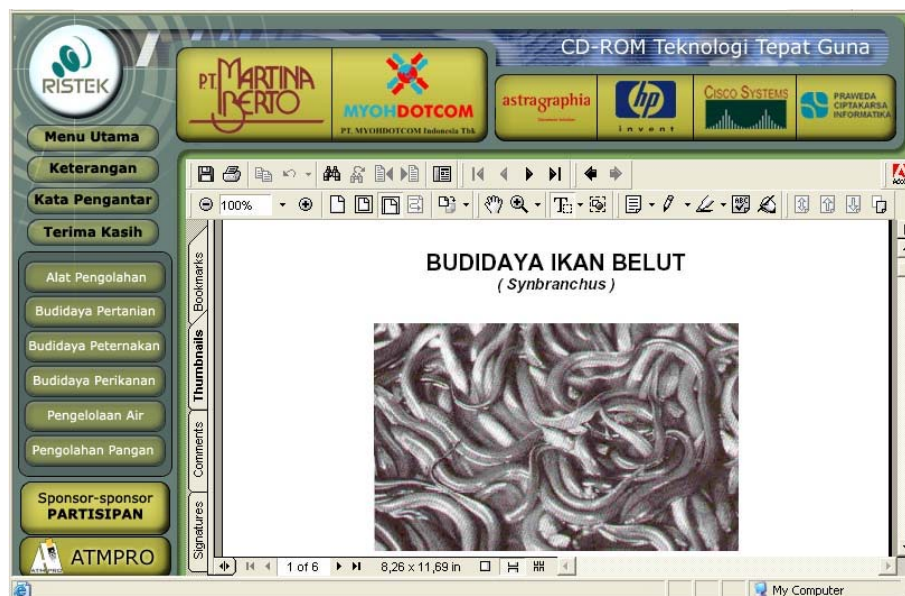 CD-ROM Teknologi Tepat Guna
RISTEK
P.T. MARTINA BERTO
MYOHDOTCOM
PT. MYOHDOTCOM Indonesia Tbk
astragraphia
hp
invent
CISCO SYSTEMS
PRAWEDA
CIPTAKARSA
INFORMATIKA
Menu Utama
Keterangan
Kata Pengantar
Terima Kasih
Alat Pengolahan
Budidaya Pertanian
Budidaya Peternakan
Budidaya Perikanan
Pengelolaan Air
Pengolahan Pangan
Sponsor-sponsor
PARTISIPAN
ATMPRO
100%
Bookmarks
Thumbnails
Comments
Signatures
BUDIDAYA IKAN BELUT
( Synbranchus )
1 of 6
8,26 x 11,69 in
My Computer